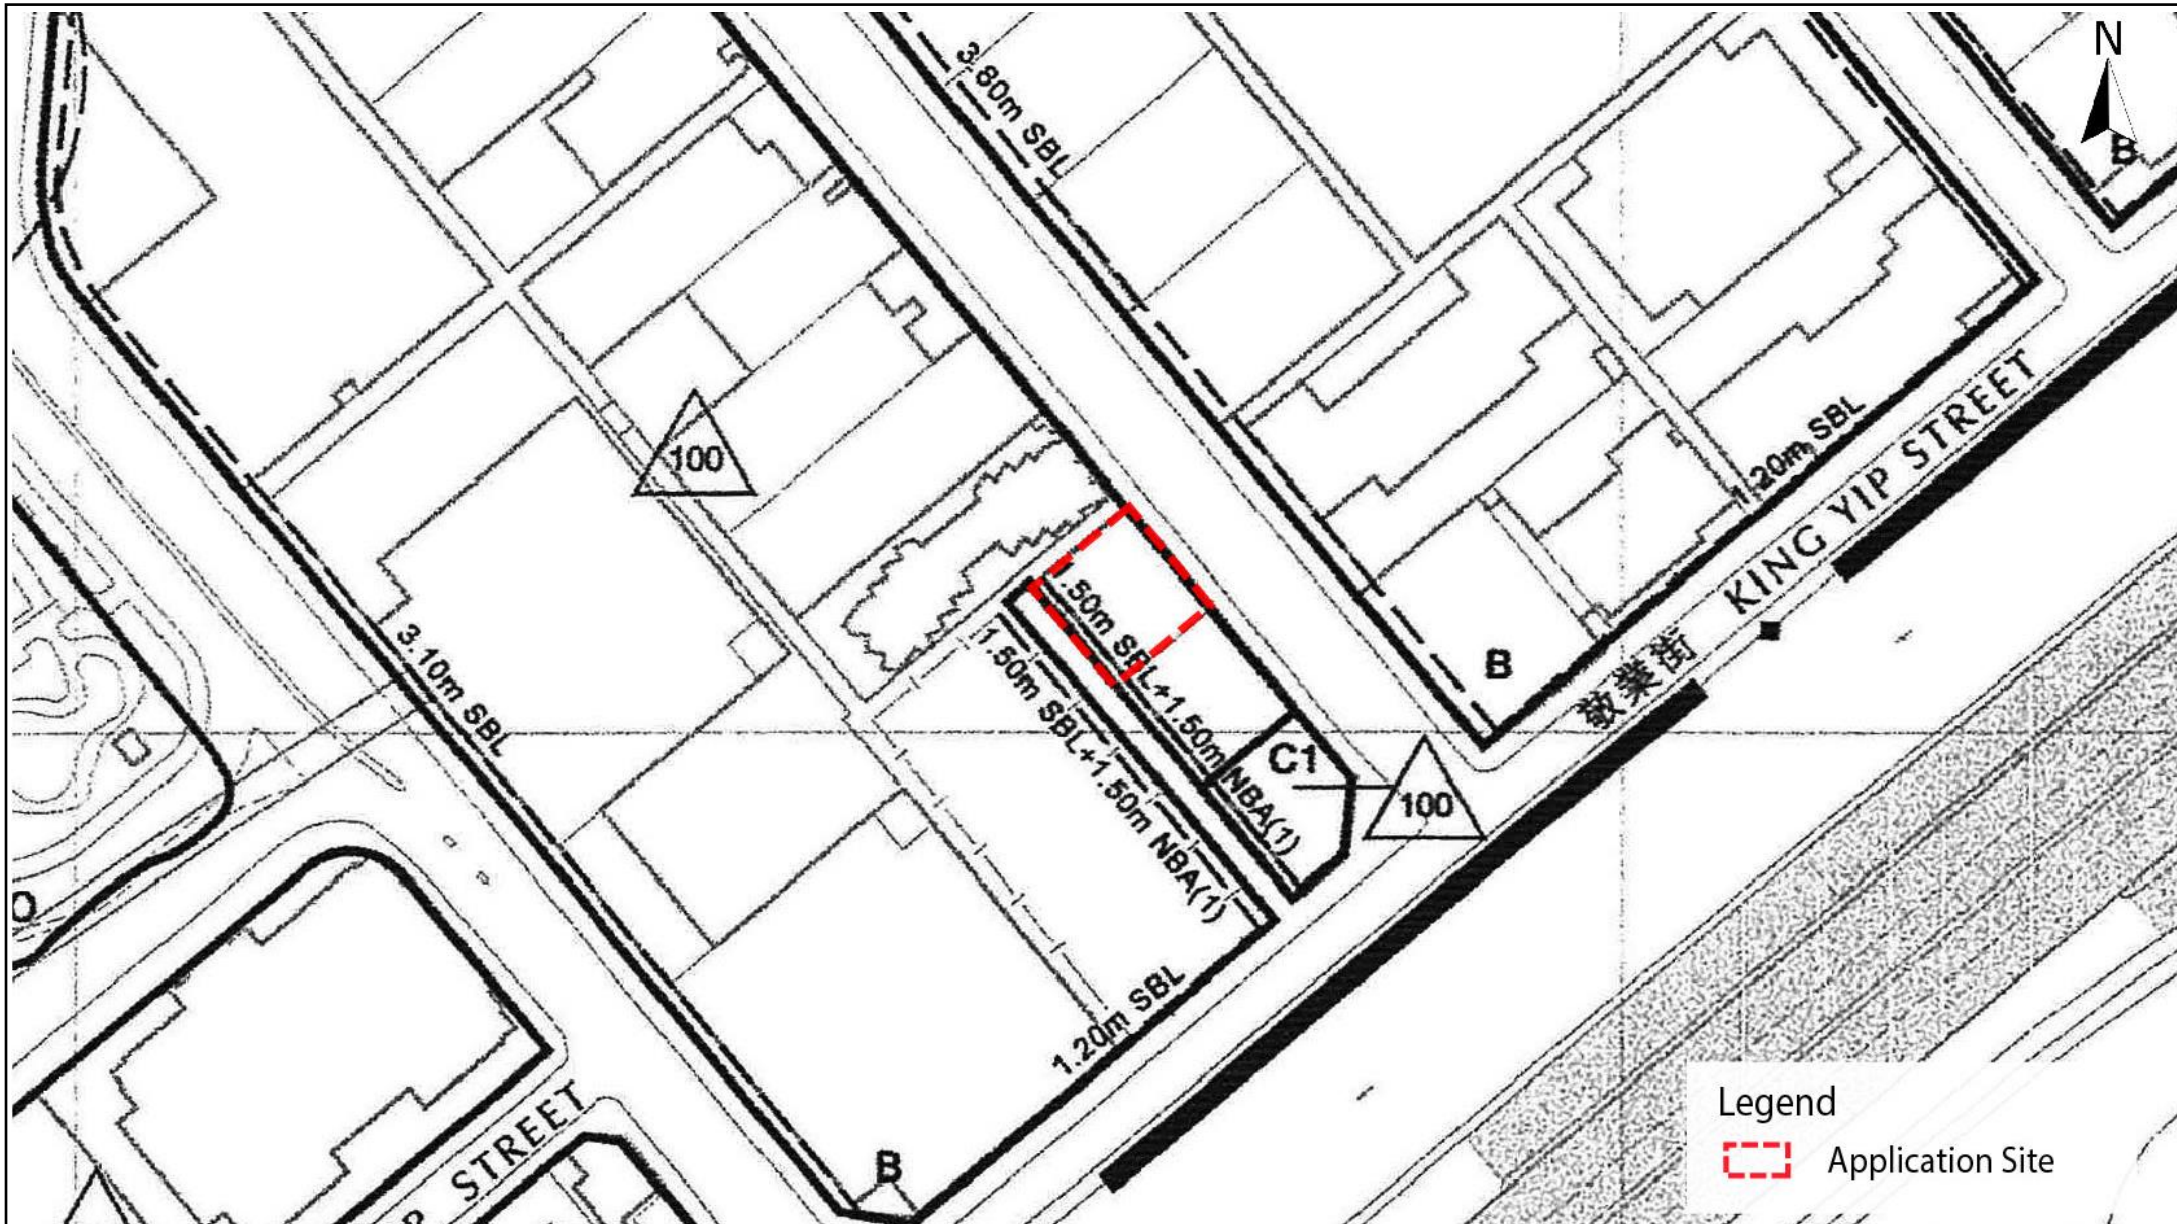 N
3.80m SBL
B
100
1.20m SBL
KING YIP STREET
敬業街
.50m SBL+1.50m NBA(1)
1.50m SBL+1.50m NBA(1)
3.10m SBL
B
C1
100
O
1.20m SBL
STREET
B
Legend
Application Site